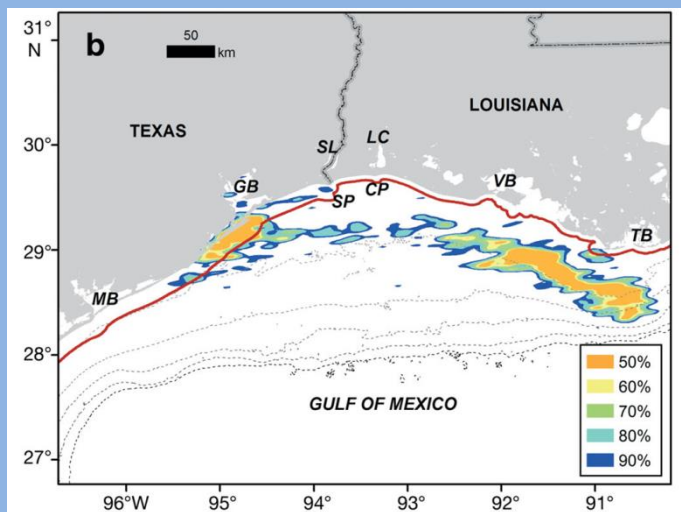 31°
N
b
50
km
LOUISIANA
TEXAS
30°
SL
LC
GB
SP
CP
VB
TB
29°
MB
28°
GULF OF MEXICO
50%
60%
70%
80%
90%
27°
96°W
95°
94°
93°
92°
91°